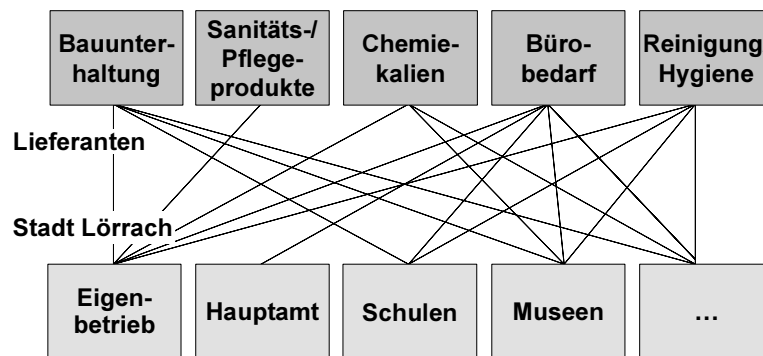 Bauunter-
haltung
Sanitäts-/
Pflege-
produkte
Chemie-
kalien
Büro-
bedarf
Reinigung
Hygiene
Lieferanten
Stadt Lörrach
Eigen-
betrieb
Hauptamt
Schulen
Museen
...